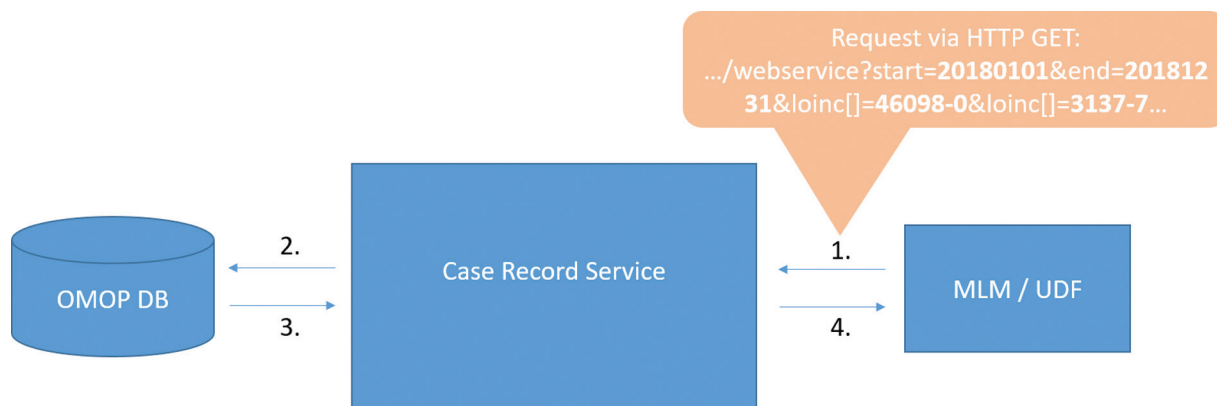 Request via HTTP GET:
…/webservice?start=20180101&end=201812
31&loinc[]=46098-0&loinc[]=3137-7…
2.
1.
Case Record Service
OMOP DB
MLM / UDF
3.
4.